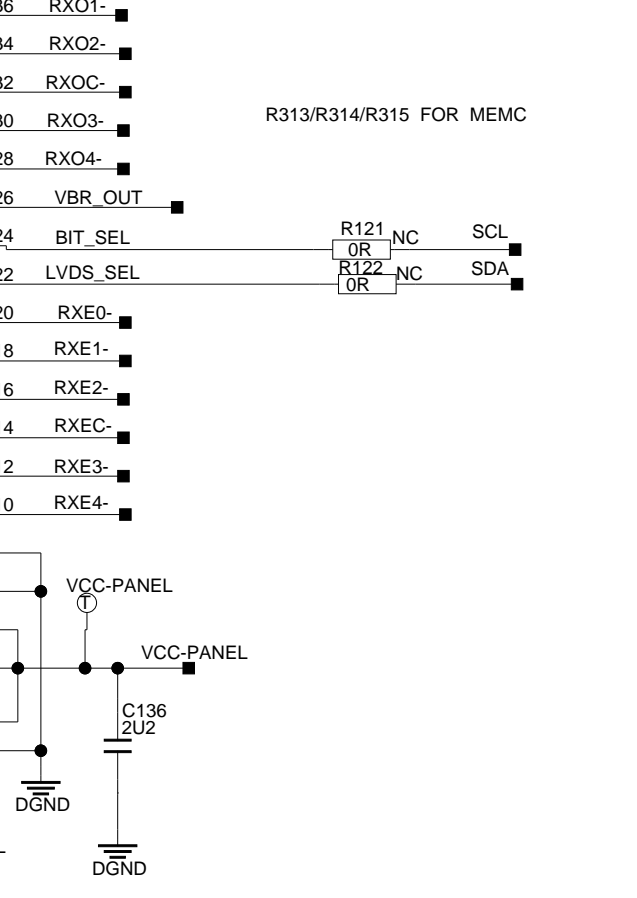 36 RXO1-
34 RXO2-
32 RXOC-
30 RXO3-
R313/R314/R315 FOR MEMC
28 RXO4-
26 VBR_OUT
24 BIT_SEL R121 NC SCL
0R
22 LVDS_SEL R122 NC SDA
0R
20 RXE0-
8 RXE1-
6 RXE2-
4 RXEC-
2 RXE3-
0 RXE4-
VCC-PANEL
T
VCC-PANEL
C136
2U2
DGND
DGND